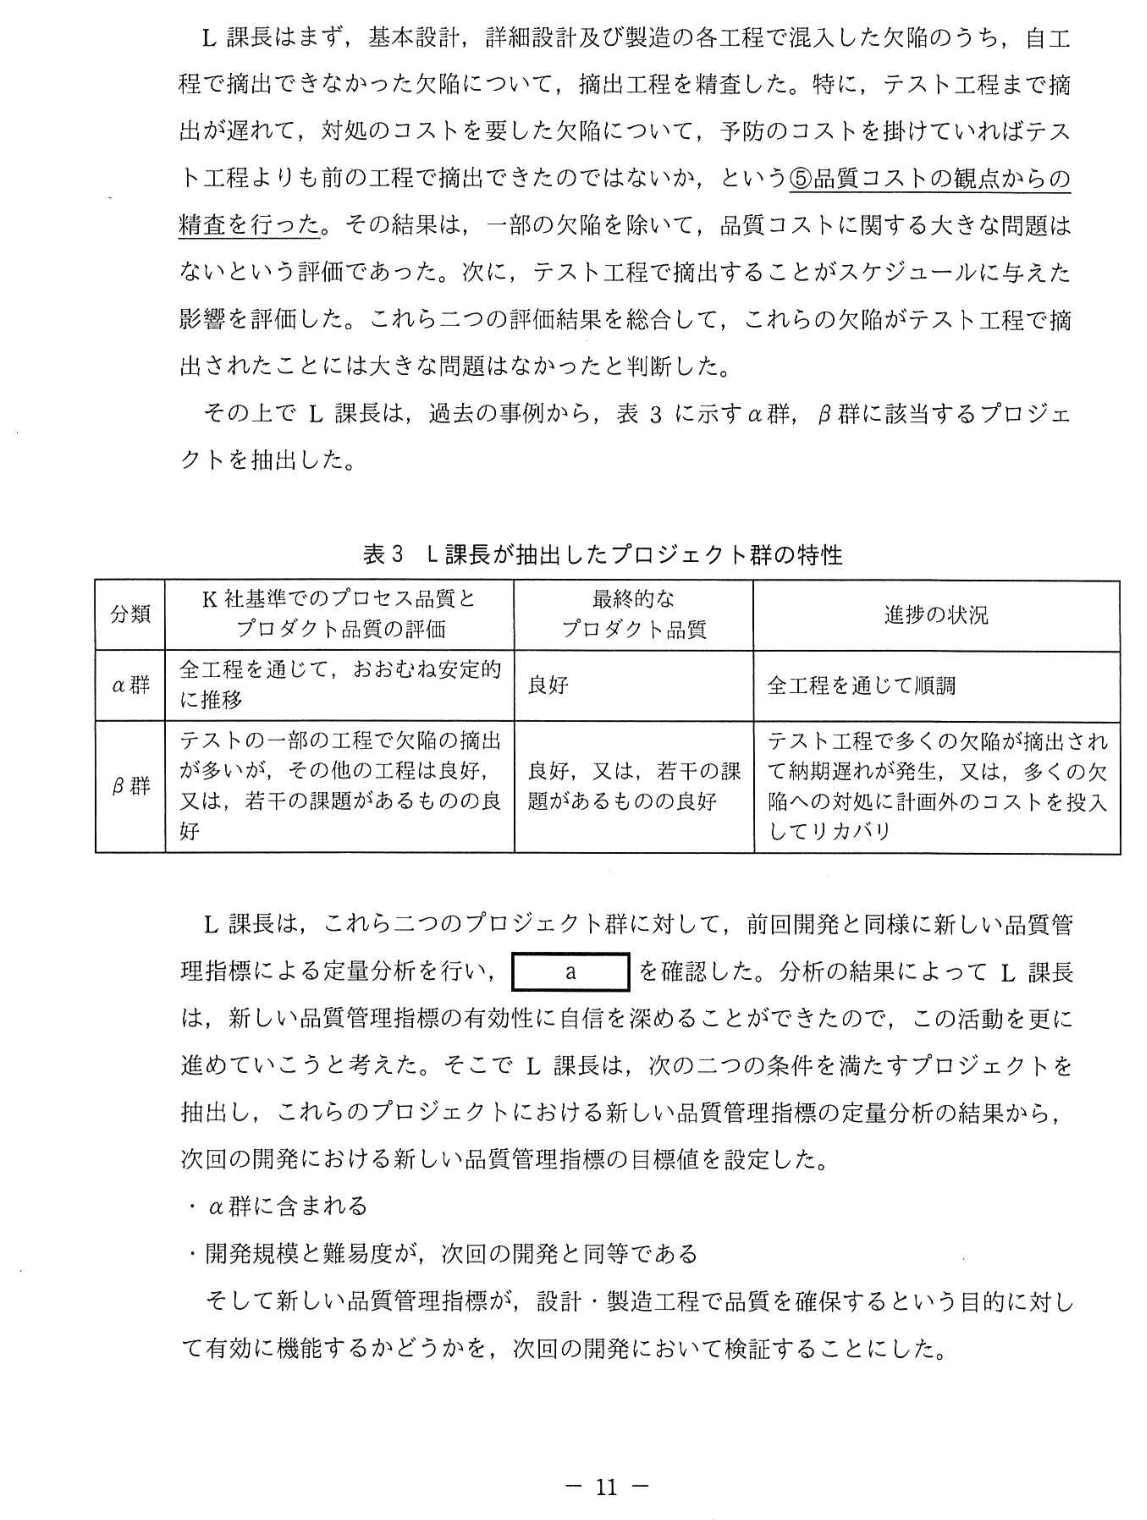 L 課長はまず，基本設計，詳細設計及び製造の各工程で混入した欠陥のうち，自工
程で摘出できなかった欠陥について，摘出工程を精査した。特に，テスト工程まで摘
出が遅れて，対処のコストを要した欠陥について，予防のコストを掛けていればテス
ト工程よりも前の工程で摘出できたのではないか，という⑤品質コストの観点からの
精査を行った。その結果は，一部の欠陥を除いて，品質コストに関する大きな問題は
ないという評価であった。次に，テスト工程で摘出することがスケジュールに与えた
影響を評価した。これら二つの評価結果を総合して，これらの欠陥がテスト工程で摘
出されたことには大きな問題はなかったと判断した。
その上で L 課長は，過去の事例から，表 3 に示すα群，β群に該当するプロジェ
クトを抽出した。
表 3　L 課長が抽出したプロジェクト群の特性
分類
K 社基準でのプロセス品質と
プロダクト品質の評価
最終的な
プロダクト品質
進捗の状況
α群
全工程を通じて，おおむね安定的
に推移
良好
全工程を通じて順調
β群
テストの一部の工程で欠陥の摘出
が多いが，その他の工程は良好，
又は，若干の課題があるものの良
好
良好，又は，若干の課
題があるものの良好
テスト工程で多くの欠陥が摘出され
て納期遅れが発生，又は，多くの欠
陥への対処に計画外のコストを投入
してリカバリ
L 課長は，これら二つのプロジェクト群に対して，前回開発と同様に新しい品質管
理指標による定量分析を行い， a を確認した。分析の結果によって L 課長
は，新しい品質管理指標の有効性に自信を深めることができたので，この活動を更に
進めていこうと考えた。そこで L 課長は，次の二つの条件を満たすプロジェクトを
抽出し，これらのプロジェクトにおける新しい品質管理指標の定量分析の結果から，
次回の開発における新しい品質管理指標の目標値を設定した。
・α群に含まれる
・開発規模と難易度が，次回の開発と同等である
そして新しい品質管理指標が，設計・製造工程で品質を確保するという目的に対し
て有効に機能するかどうかを，次回の開発において検証することにした。
− 11 −